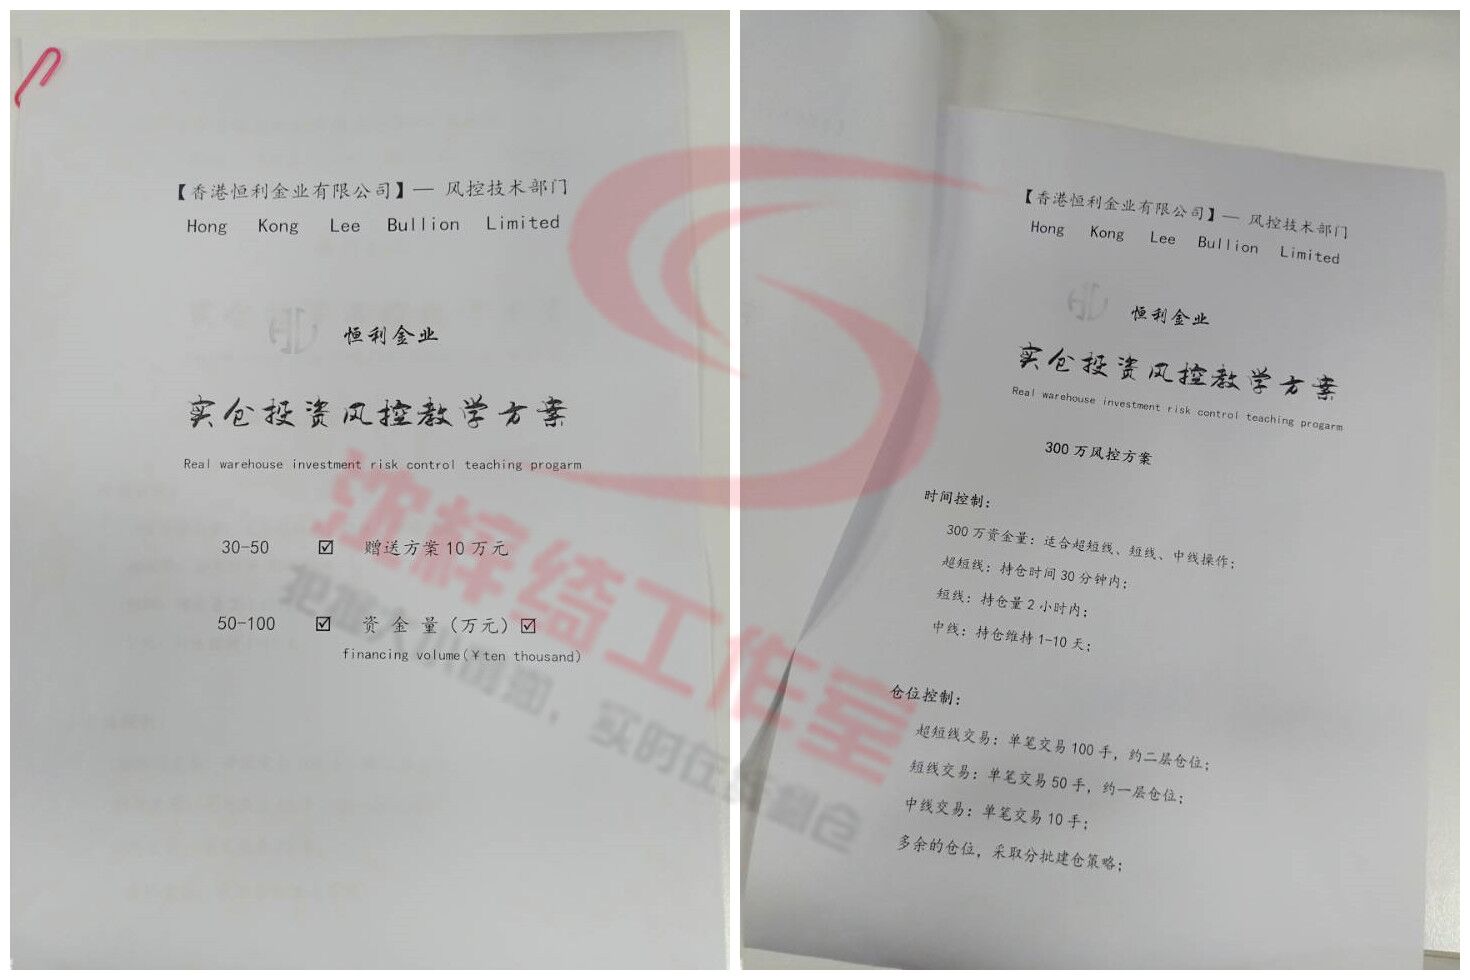 【香港恒利金业有限公司】— 风控技术部门
Hong Kong Lee Bullion Limited
恒利金业
实仓投资风控教学方案
Real warehouse investment risk control teaching progarm
30-50 ☑ 赠送方案10万元
50-100 ☑ 资金量（万元）☑
financing volume(￥ten thousand)
【香港恒利金业有限公司】— 风控技术部门
Hong Kong Lee Bullion Limited
恒利金业
实仓投资风控教学方案
Real warehouse investment risk control teaching progarm
300万风控方案
时间控制：
300万资金量：适合超短线、短线、中线操作；
超短线：持仓时间30分钟内；
短线：持仓量2小时内；
中线：持仓维持1-10天；
仓位控制：
超短线交易：单笔交易100手，约二层仓位；
短线交易：单笔交易50手，约一层仓位；
中线交易：单笔交易10手；
多余的仓位，采取分批建仓策略；
梓绮工作室
实时在